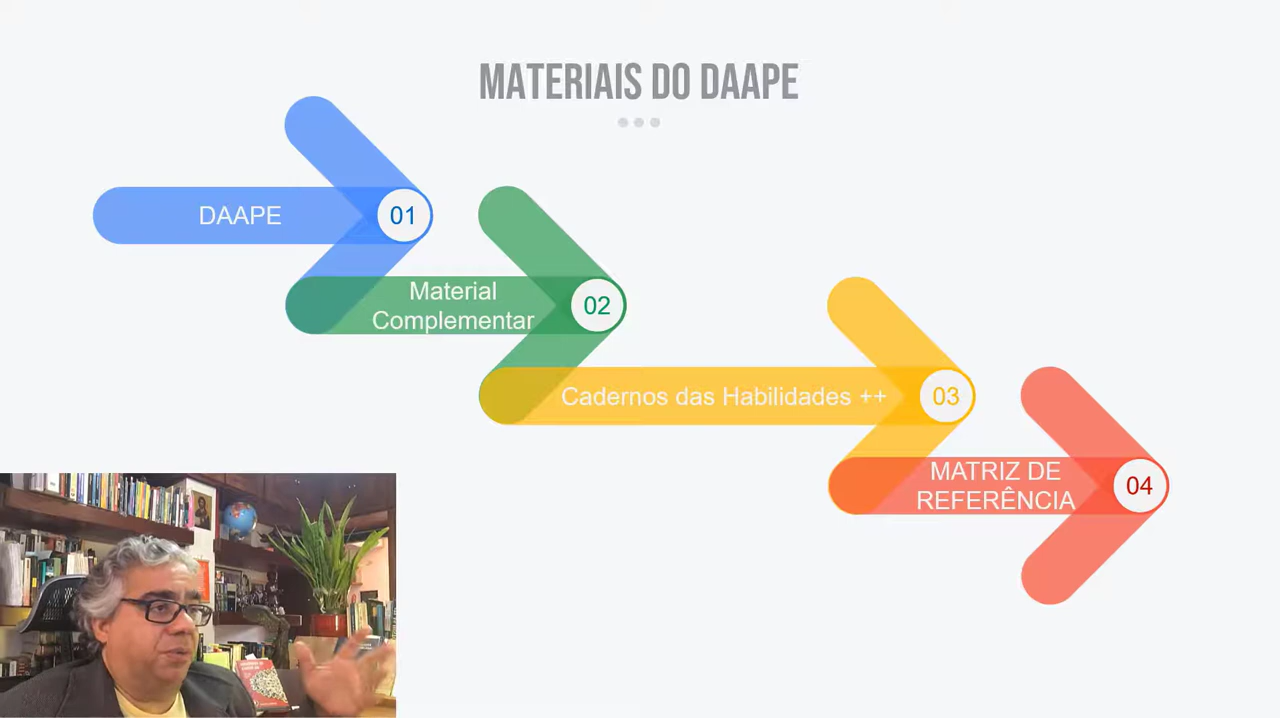 MATERIAIS DO DAAPE
DAAPE
01
Material
Complementar
02
Cadernos das Habilidades ++
03
MATRIZ DE
REFERÊNCIA
04